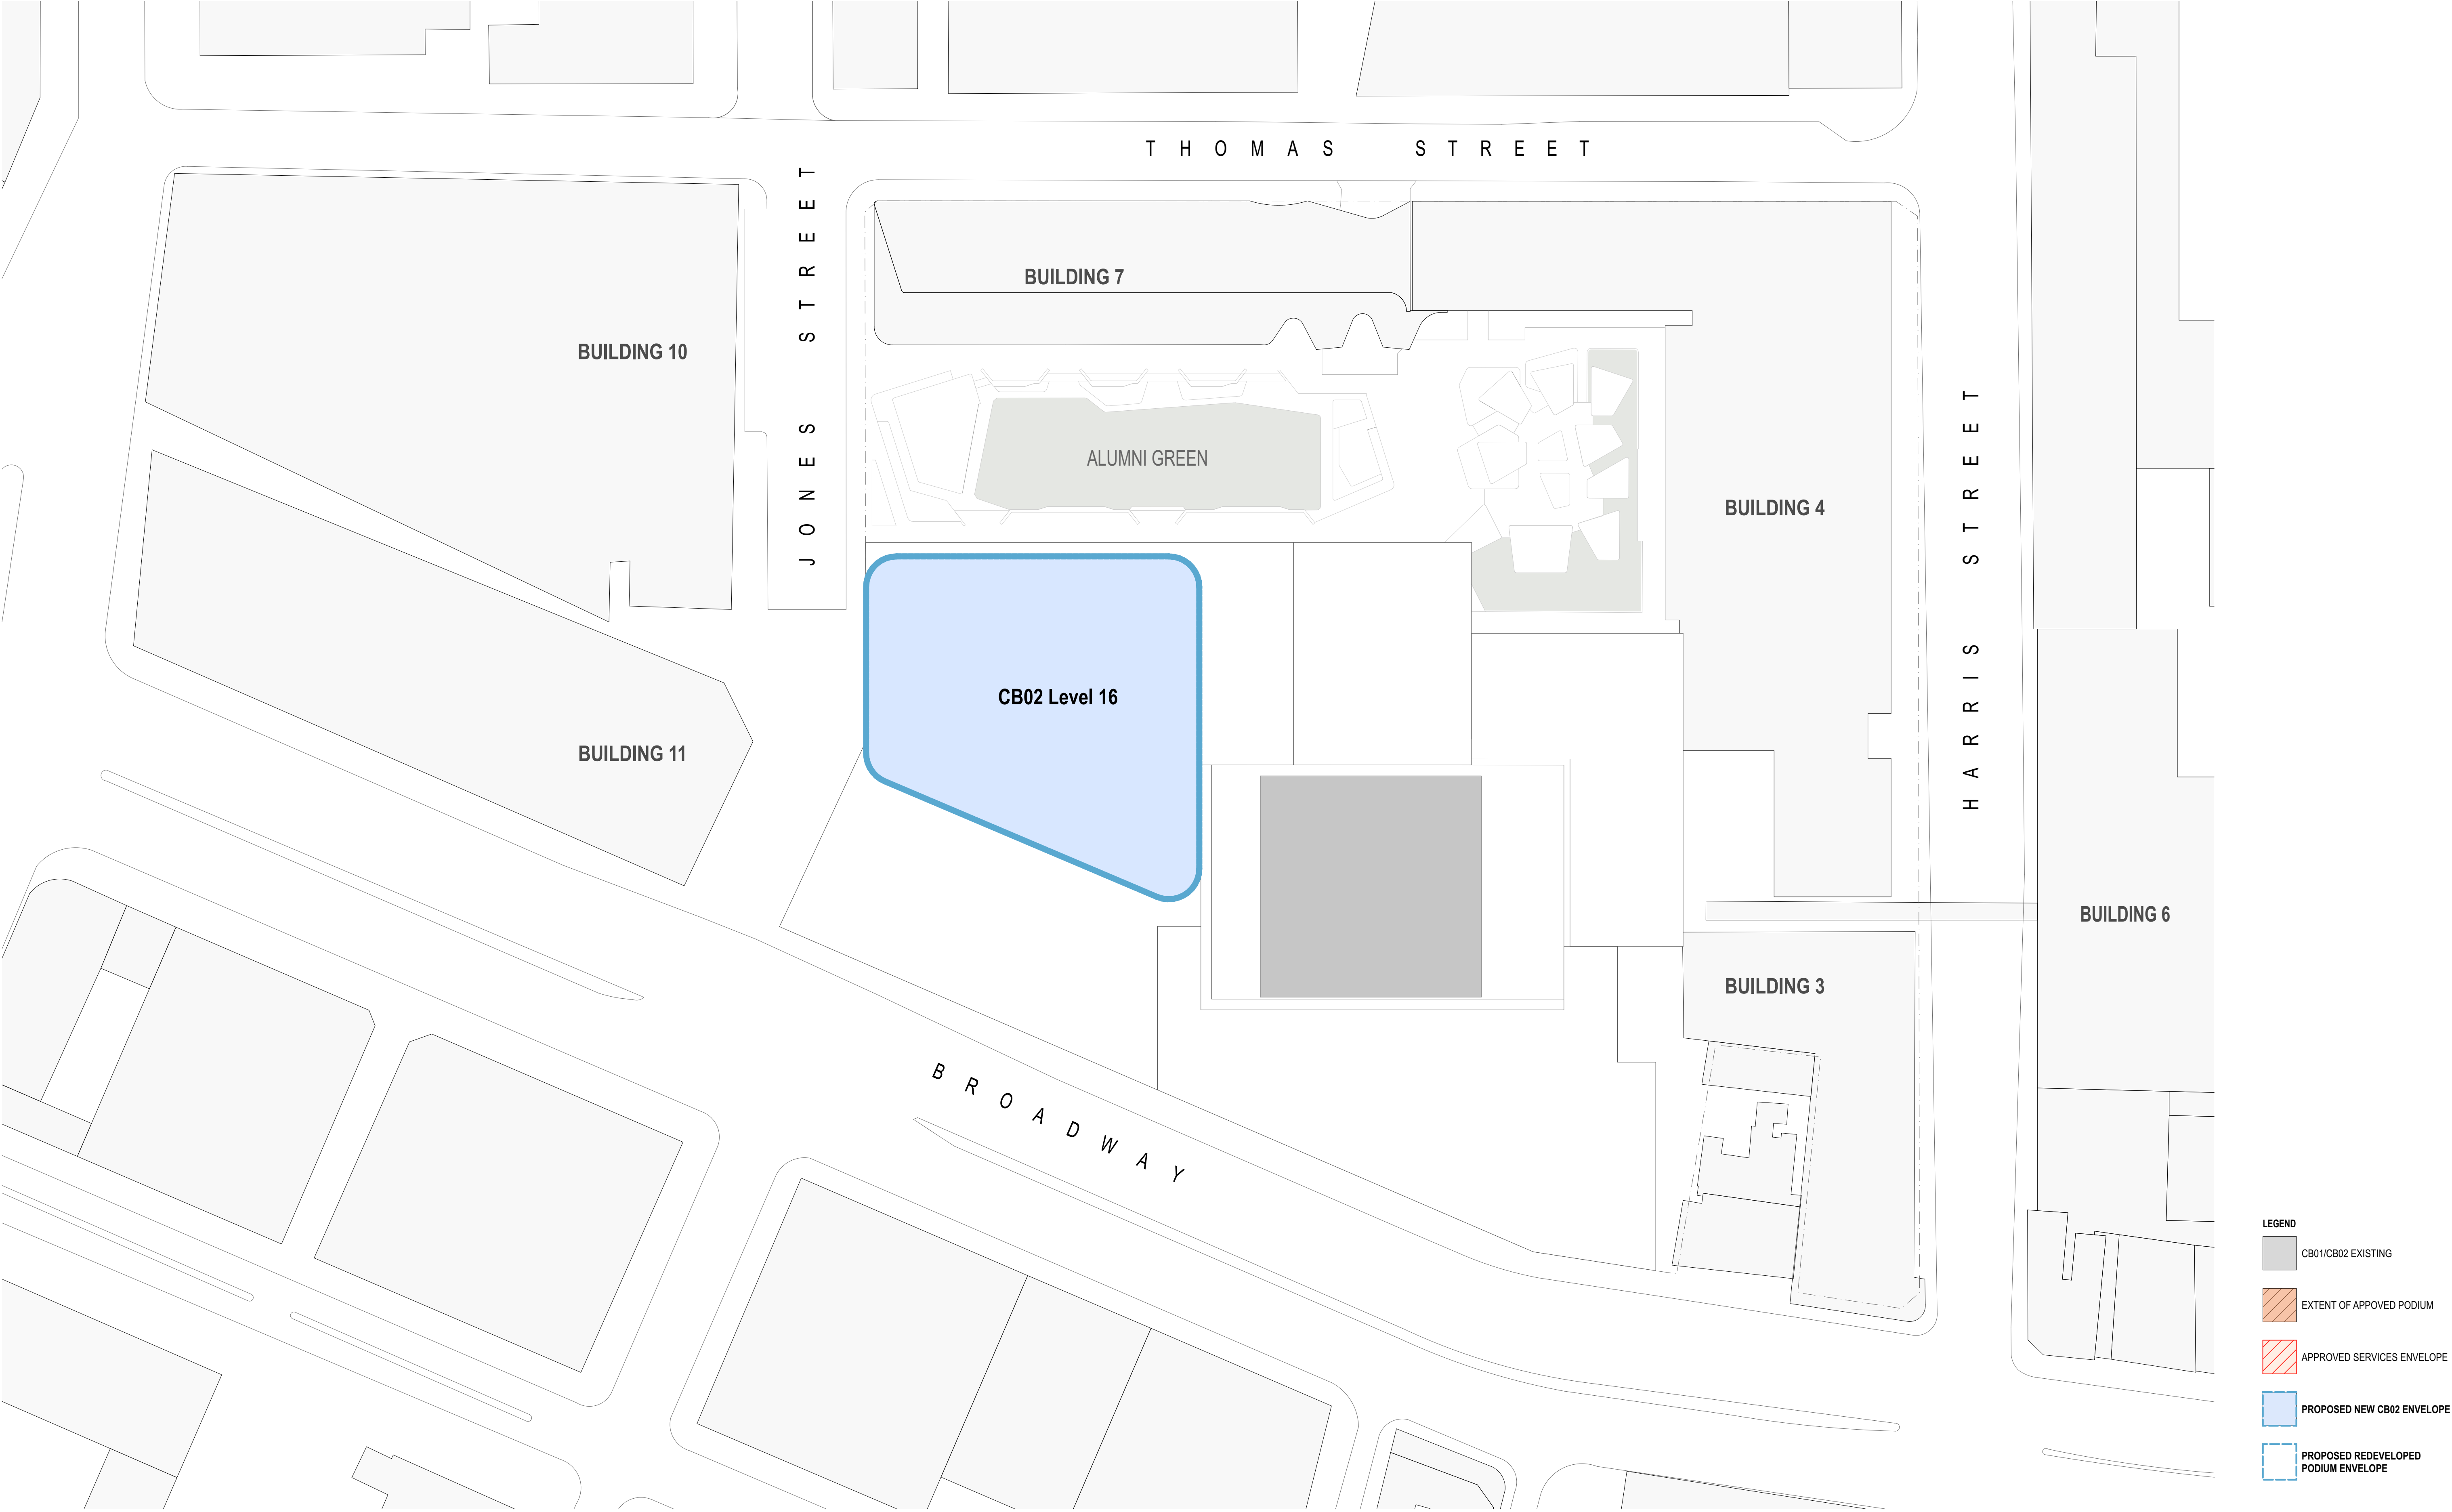 THOMAS STREET
JONES STREET
BUILDING 7
BUILDING 10
ALUMNI GREEN
BUILDING 4
HARRIS STREET
CB02 Level 16
BUILDING 11
BUILDING 6
BUILDING 3
BROADWAY
LEGEND
CB01/CB02 EXISTING
EXTENT OF APPOVED PODIUM
APPROVED SERVICES ENVELOPE
PROPOSED NEW CB02 ENVELOPE
PROPOSED REDEVELOPED
PODIUM ENVELOPE